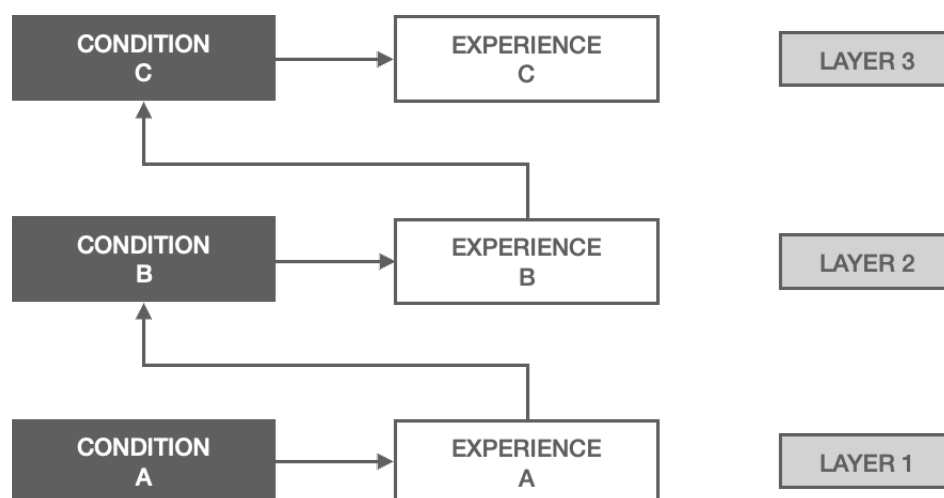 CONDITION
C
EXPERIENCE
C
LAYER 3
CONDITION
B
EXPERIENCE
B
LAYER 2
CONDITION
A
EXPERIENCE
A
LAYER 1